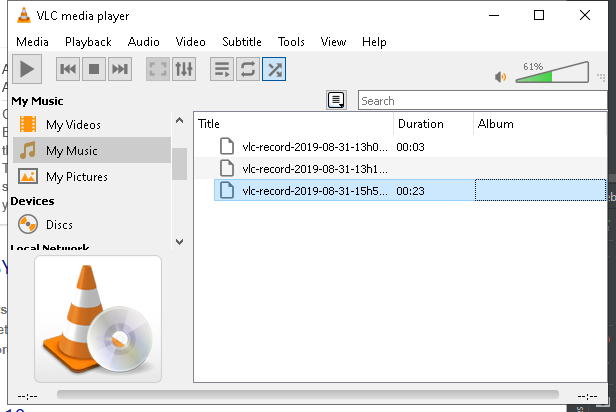 VLC media player
Media Playback Audio Video Subtitle Tools View Help
61%
Search
My Music
My Videos
My Music
My Pictures
Devices
Discs
Local Network
Title Duration Album
vlc-record-2019-08-31-13h0... 00:03
vlc-record-2019-08-31-13h1...
vlc-record-2019-08-31-15h5... 00:23
--:-- --:--